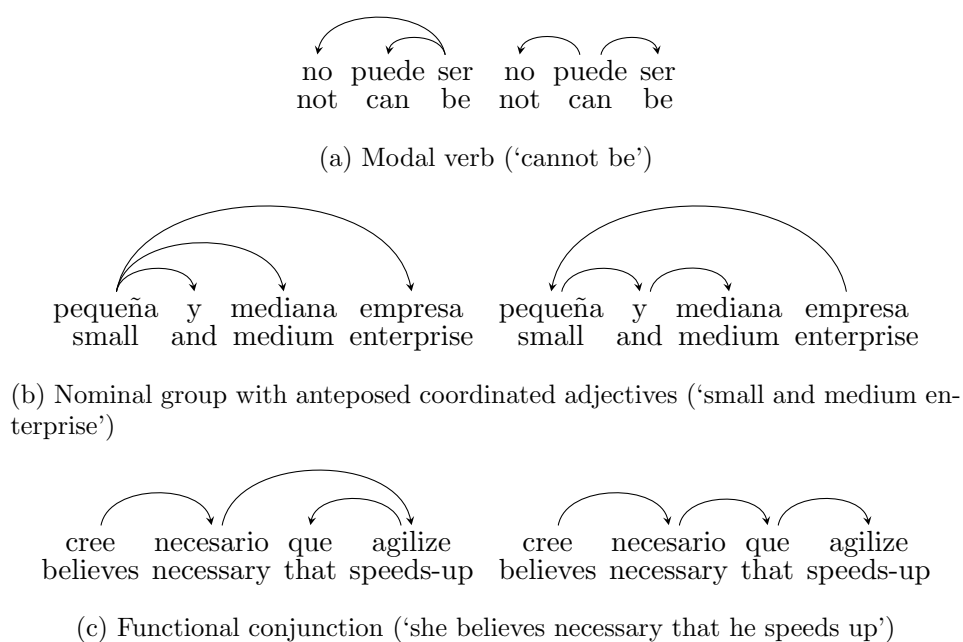 no puede ser no puede ser
not can be not can be
(a) Modal verb (‘cannot be’)
pequeña y mediana empresa pequeña y mediana empresa
small and medium enterprise small and medium enterprise
(b) Nominal group with anteposed coordinated adjectives (‘small and medium en-
terprise’)
cree necesario que agilize cree necesario que agilize
believes necessary that speeds-up believes necessary that speeds-up
(c) Functional conjunction (‘she believes necessary that he speeds up’)